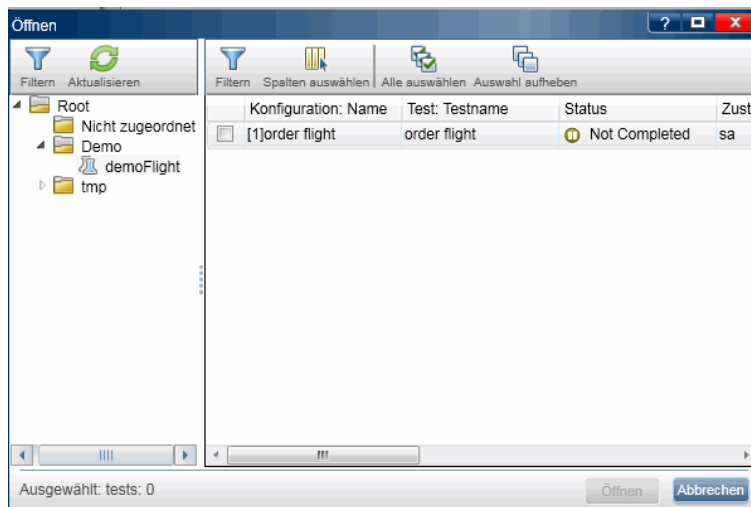 Öffnen
?
X
Filtern Aktualisieren
Filtern Spalten auswählen Alle auswählen Auswahl aufheben
Root
Nicht zugeordnet
Demo
demoFlight
tmp
Konfiguration: Name Test: Testname Status Zust
[1]order flight order flight Not Completed sa
Ausgewählt: tests: 0
Öffnen Abbrechen